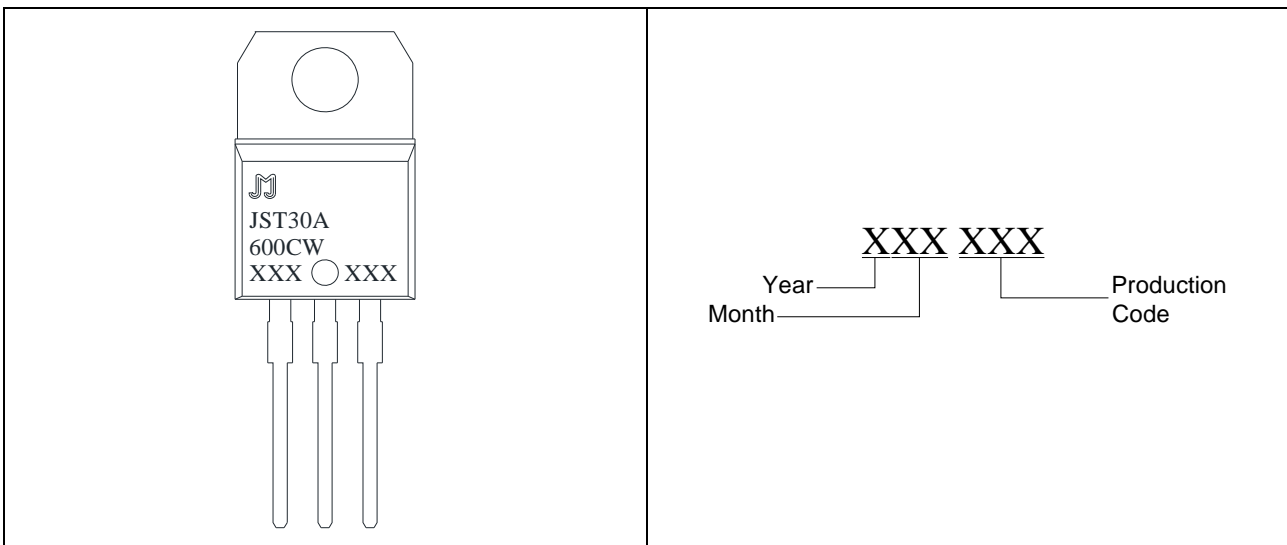 JST30A
600CW
XXX XXX
XXX XXX
Year
Month
Production
Code